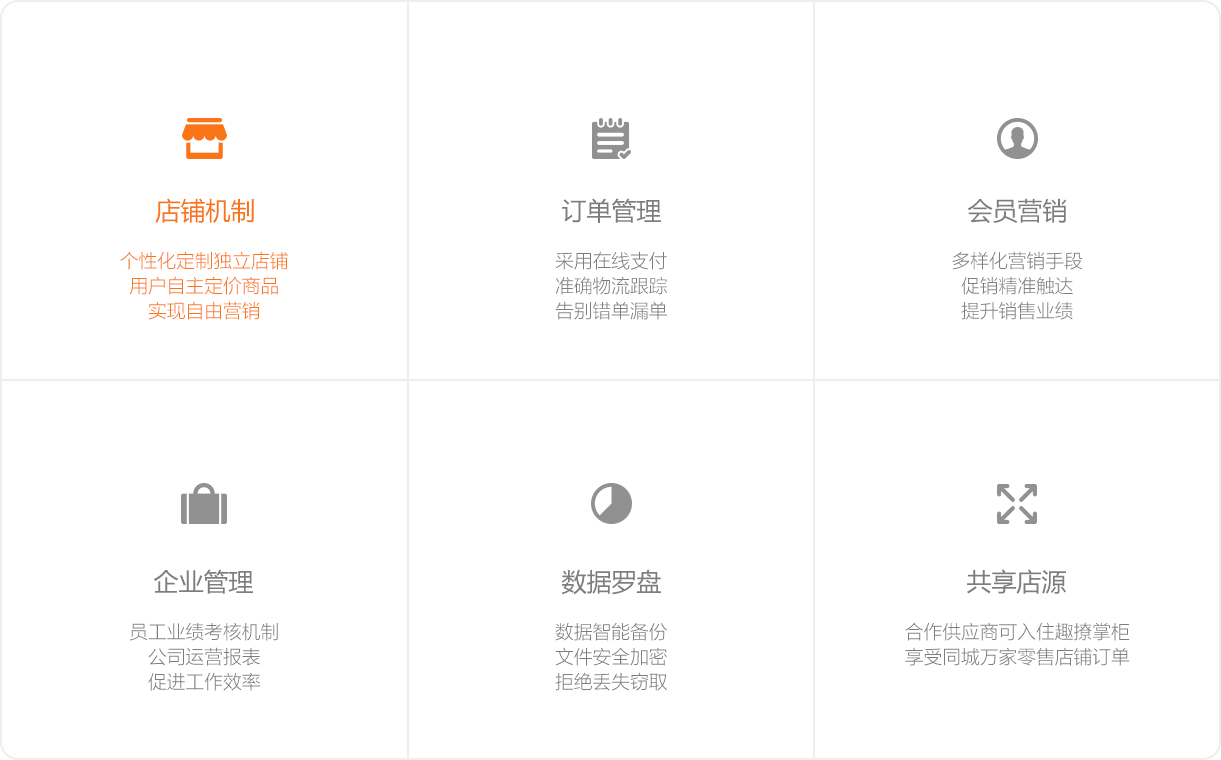 店铺机制
个性化定制独立店铺
用户自主定价商品
实现自由营销
订单管理
采用在线支付
准确物流跟踪
告别错单漏单
会员营销
多样化营销手段
促销精准触达
提升销售业绩
企业管理
员工业绩考核机制
公司运营报表
促进工作效率
数据罗盘
数据智能备份
文件安全加密
拒绝丢失窃取
共享店源
合作供应商可入住趣撩掌柜
享受同城万家零售店铺订单